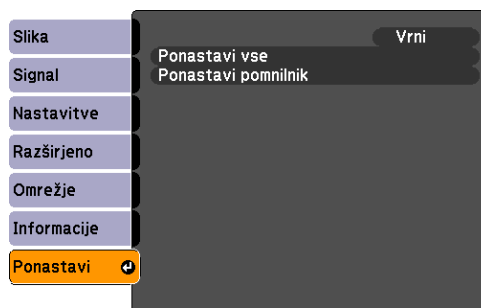 Slika
Signal
Nastavitve
Razširjeno
Omrežje
Informacije
Ponastavi
Vrni
Ponastavi vse
Ponastavi pomnilnik